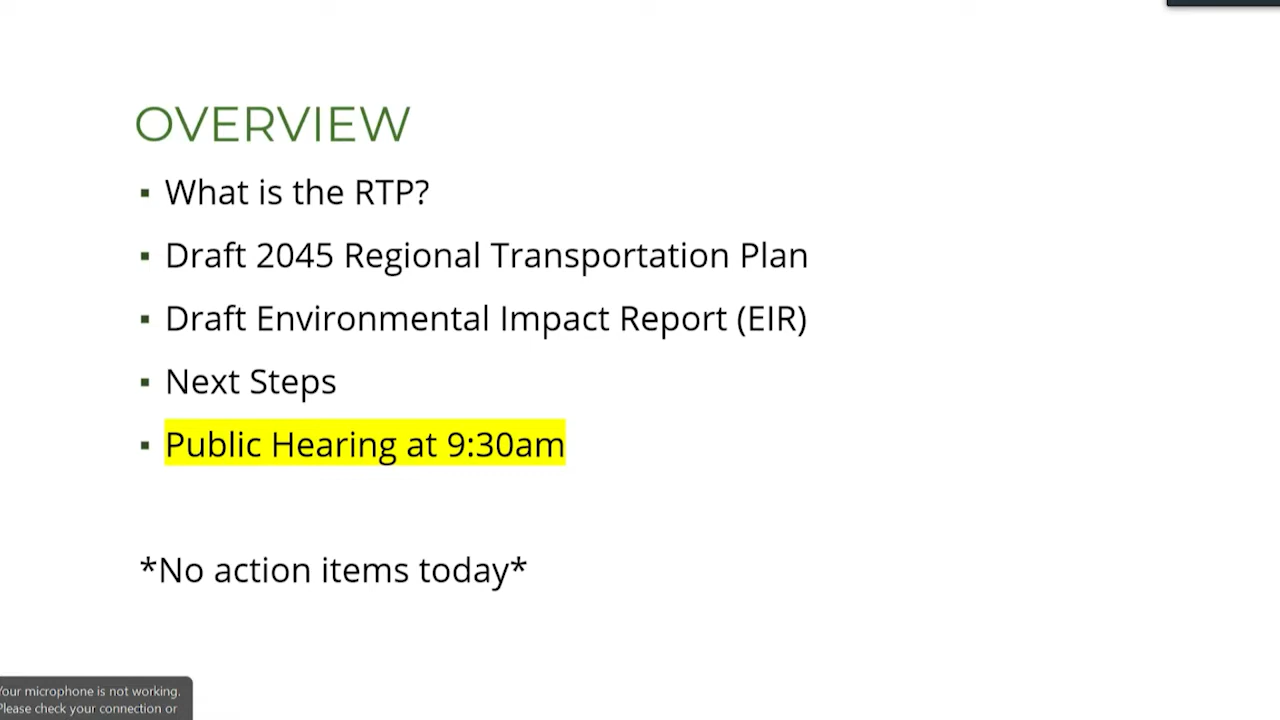 OVERVIEW
▪ What is the RTP?
▪ Draft 2045 Regional Transportation Plan
▪ Draft Environmental Impact Report (EIR)
▪ Next Steps
▪ Public Hearing at 9:30am
*No action items today*
Your microphone is not working.
Please check your connection or